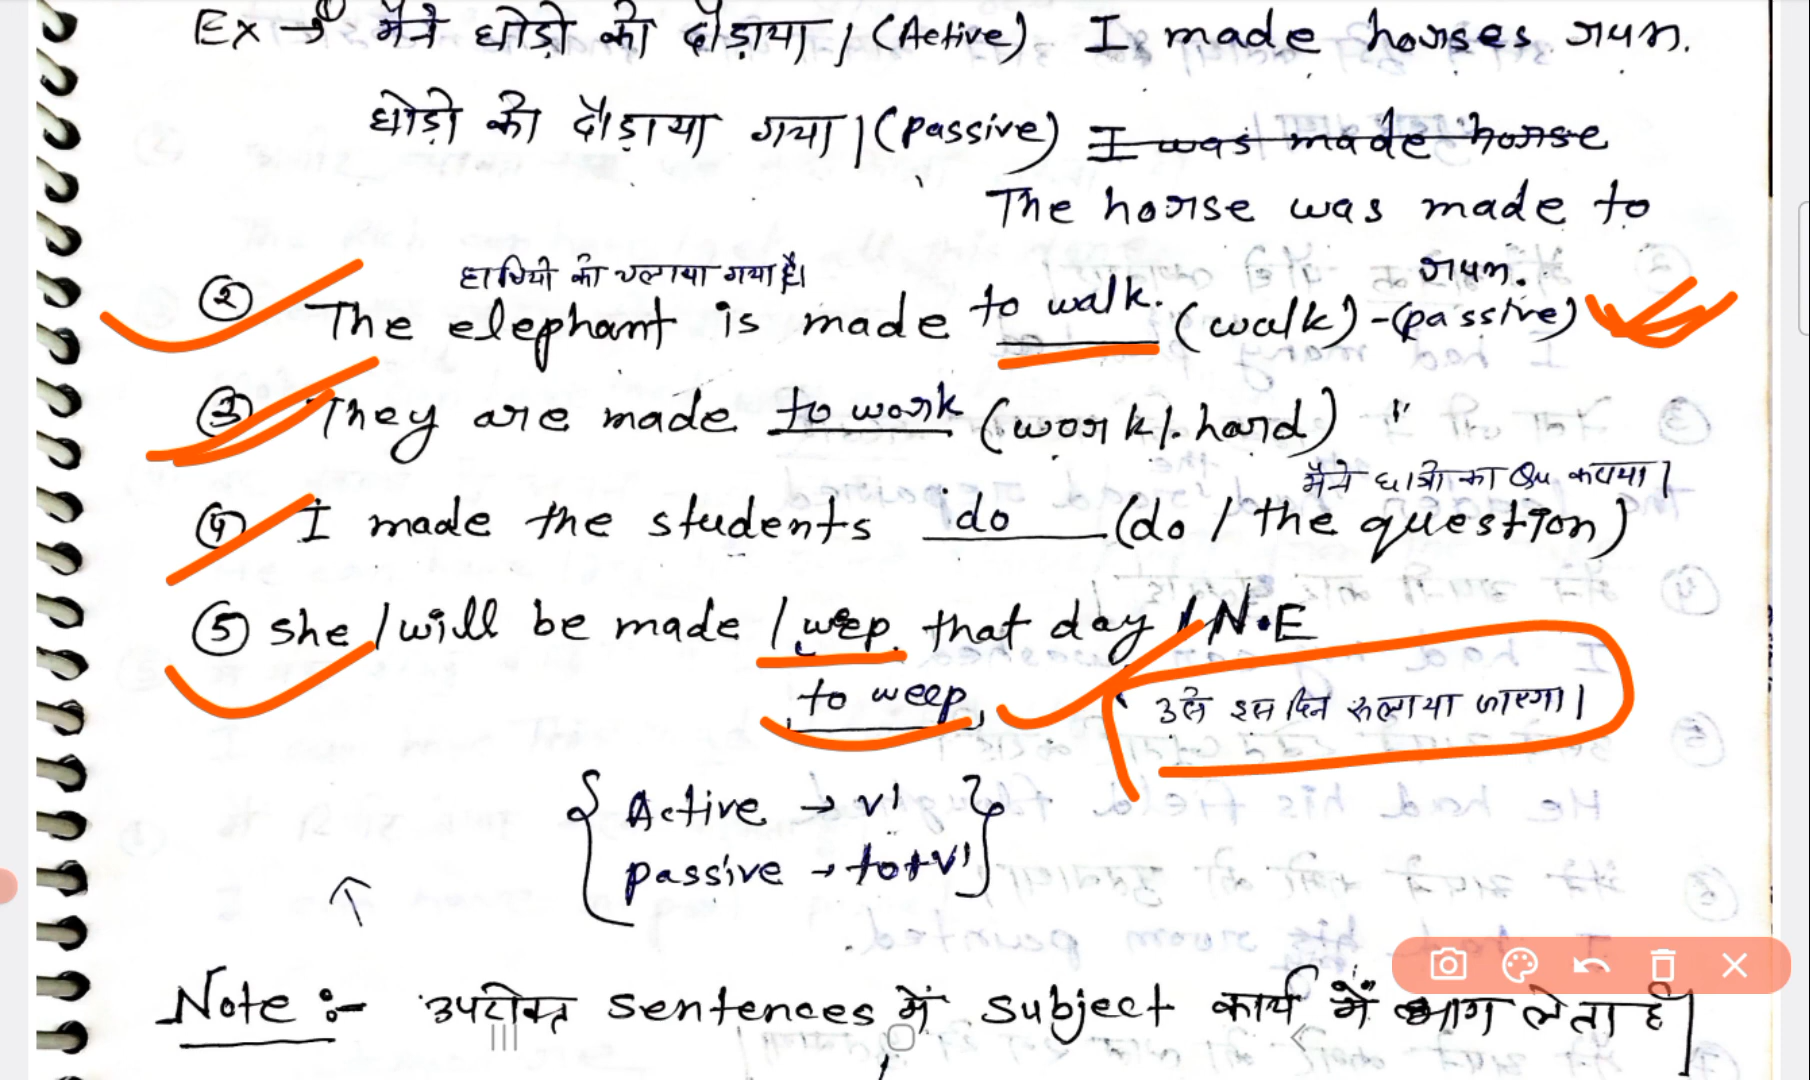 Ex → ① मैंने घोड़ो को दौड़ाया । (Active) I made horses run.
घोड़ो को दौड़ाया गया । (passive) I was made horse
The horse was made to
run.
हाथियो को चलाया गया है।
② The elephant is made to walk. (walk) - (passive)
③ They are made to work (work/. hard) "
मैंने छात्रो का Qu कराया ।
④ I made the students do (do / the question)
⑤ she / will be made / weep that day / N.E
to weep
उसे इस दिन रुलाया जाएगा ।
Active → v¹
passive → to+v¹
Note :- उपरोक्त sentences में subject कार्य में भाग लेता है।